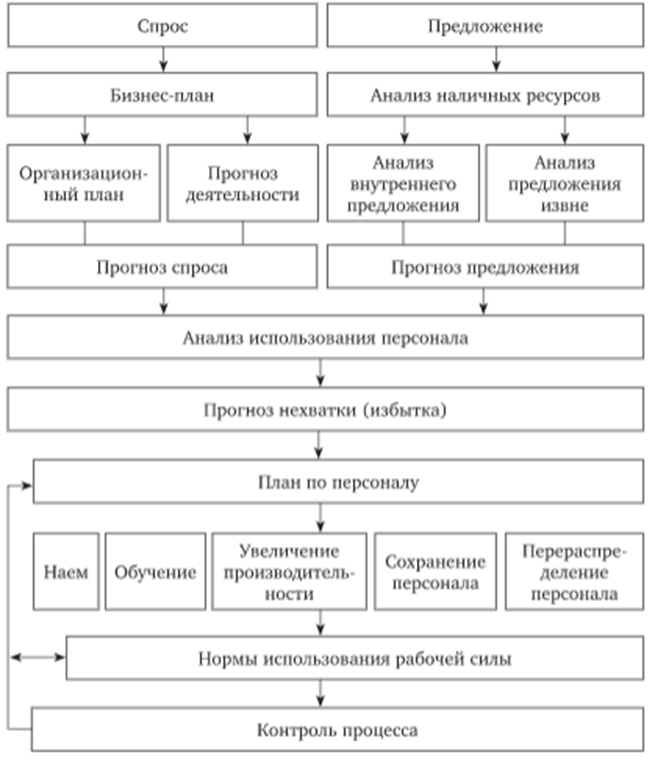 Спрос
Предложение
Бизнес-план
Анализ наличных ресурсов
Организацион-
ный план
Прогноз
деятельности
Анализ
внутреннего
предложения
Анализ
предложения
извне
Прогноз спроса
Прогноз предложения
Анализ использования персонала
Прогноз нехватки (избытка)
План по персоналу
Наем
Обучение
Увеличение
производитель-
ности
Сохранение
персонала
Перераспре-
деление
персонала
Нормы использования рабочей силы
Контроль процесса